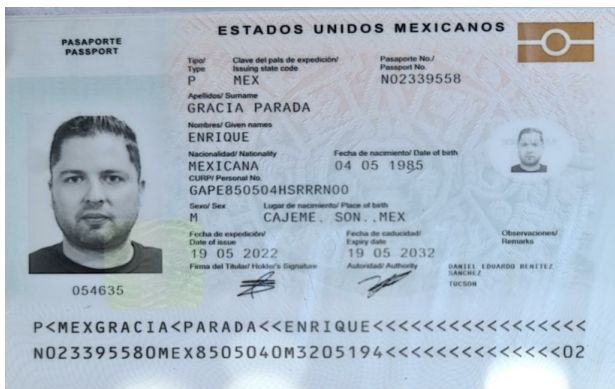 ESTADOS UNIDOS MEXICANOS
PASAPORTE
PASSPORT
Tipo/ Clave del país de expedición/ Pasaporte No./
Type Issuing state code Passport No.
P MEX N02339558
Apellidos/ Surname
GRACIA PARADA
Nombres/ Given names
ENRIQUE
Nacionalidad/ Nationality Fecha de nacimiento/ Date of birth
MEXICANA 04 05 1985
CURP/ Personal No.
GAPE850504HSRRRN00
Sexo/ Sex Lugar de nacimiento/ Place of birth
M CAJEME. SON..MEX
Fecha de expedición/ Fecha de caducidad/ Observaciones/
Date of issue Expiry date Remarks
19 05 2022 19 05 2032
Firma del Titular/ Holder's Signature Autoridad/ Authority DANIEL EDUARDO BENITEZ
SANCHEZ
TUCSON
054635
P<MEXGRACIA<PARADA<<ENRIQUE<<<<<<<<<<<<<<<<<
N023395580MEX8505040M3205194<<<<<<<<<<<<<<02